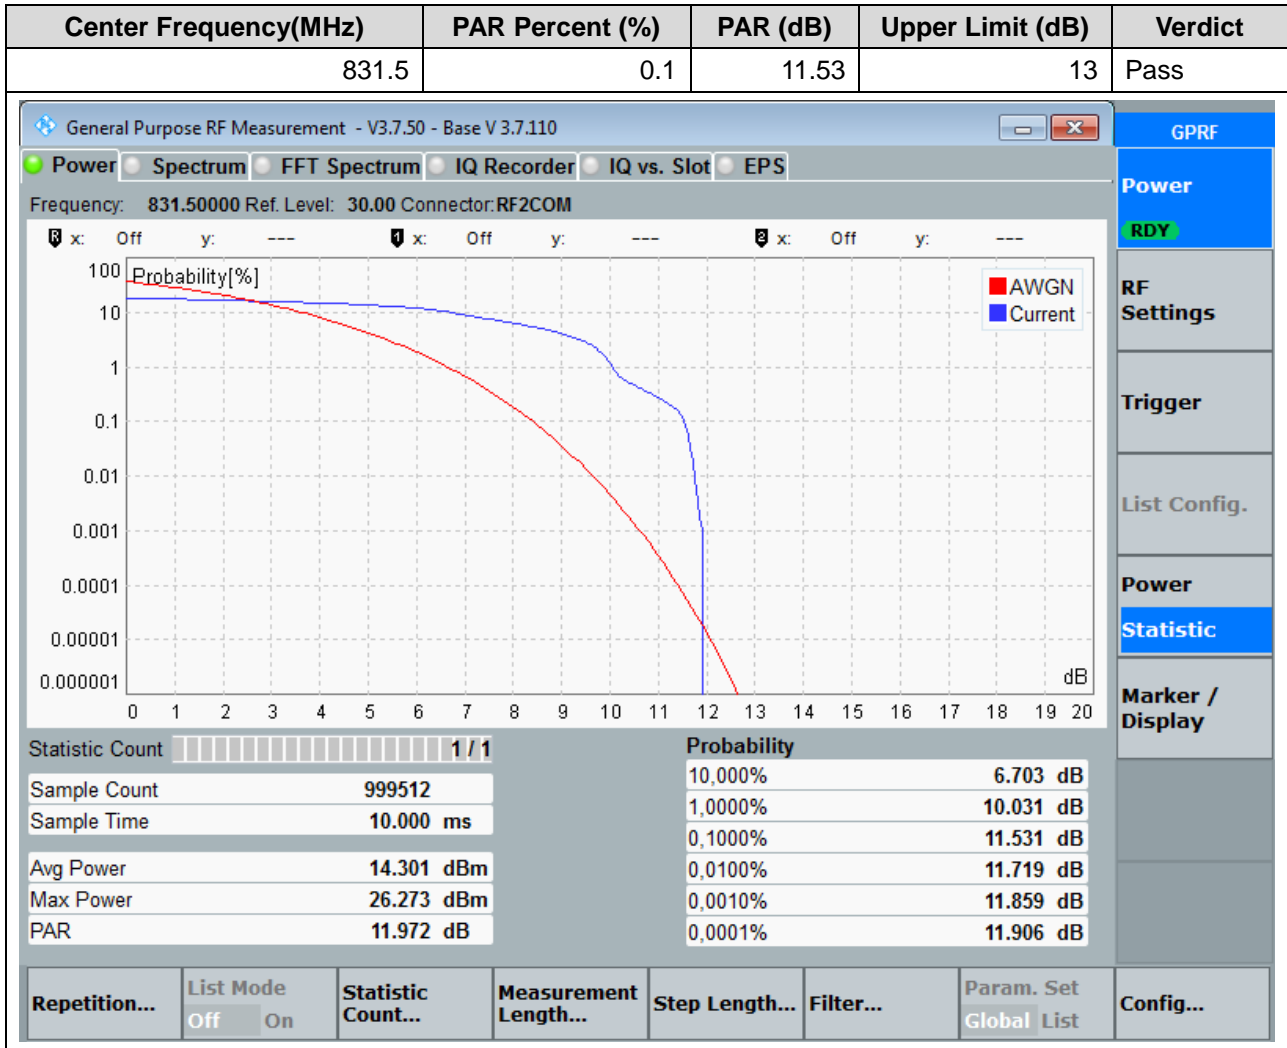 Center Frequency(MHz) PAR Percent (%) PAR (dB) Upper Limit (dB) Verdict
831.5 0.1 11.53 13 Pass
General Purpose RF Measurement - V3.7.50 - Base V 3.7.110
GPRF
Power Spectrum FFT Spectrum IQ Recorder IQ vs. Slot EPS
Frequency: 831.50000 Ref. Level: 30.00 Connector:RF2COM
R x: Off y: --- 1 x: Off y: --- 2 x: Off y: ---
Probability[%]
100
10
1
0.1
0.01
0.001
0.0001
0.00001
0.000001
AWGN
Current
dB
0 1 2 3 4 5 6 7 8 9 10 11 12 13 14 15 16 17 18 19 20
Statistic Count 1 / 1
Sample Count 999512
Sample Time 10.000 ms
Avg Power 14.301 dBm
Max Power 26.273 dBm
PAR 11.972 dB
Probability
10,000% 6.703 dB
1,0000% 10.031 dB
0,1000% 11.531 dB
0,0100% 11.719 dB
0,0010% 11.859 dB
0,0001% 11.906 dB
Power
RDY
RF
Settings
Trigger
List Config.
Power
Statistic
Marker /
Display
Repetition...
List Mode
Off On
Statistic
Count...
Measurement
Length...
Step Length...
Filter...
Param. Set
Global List
Config...